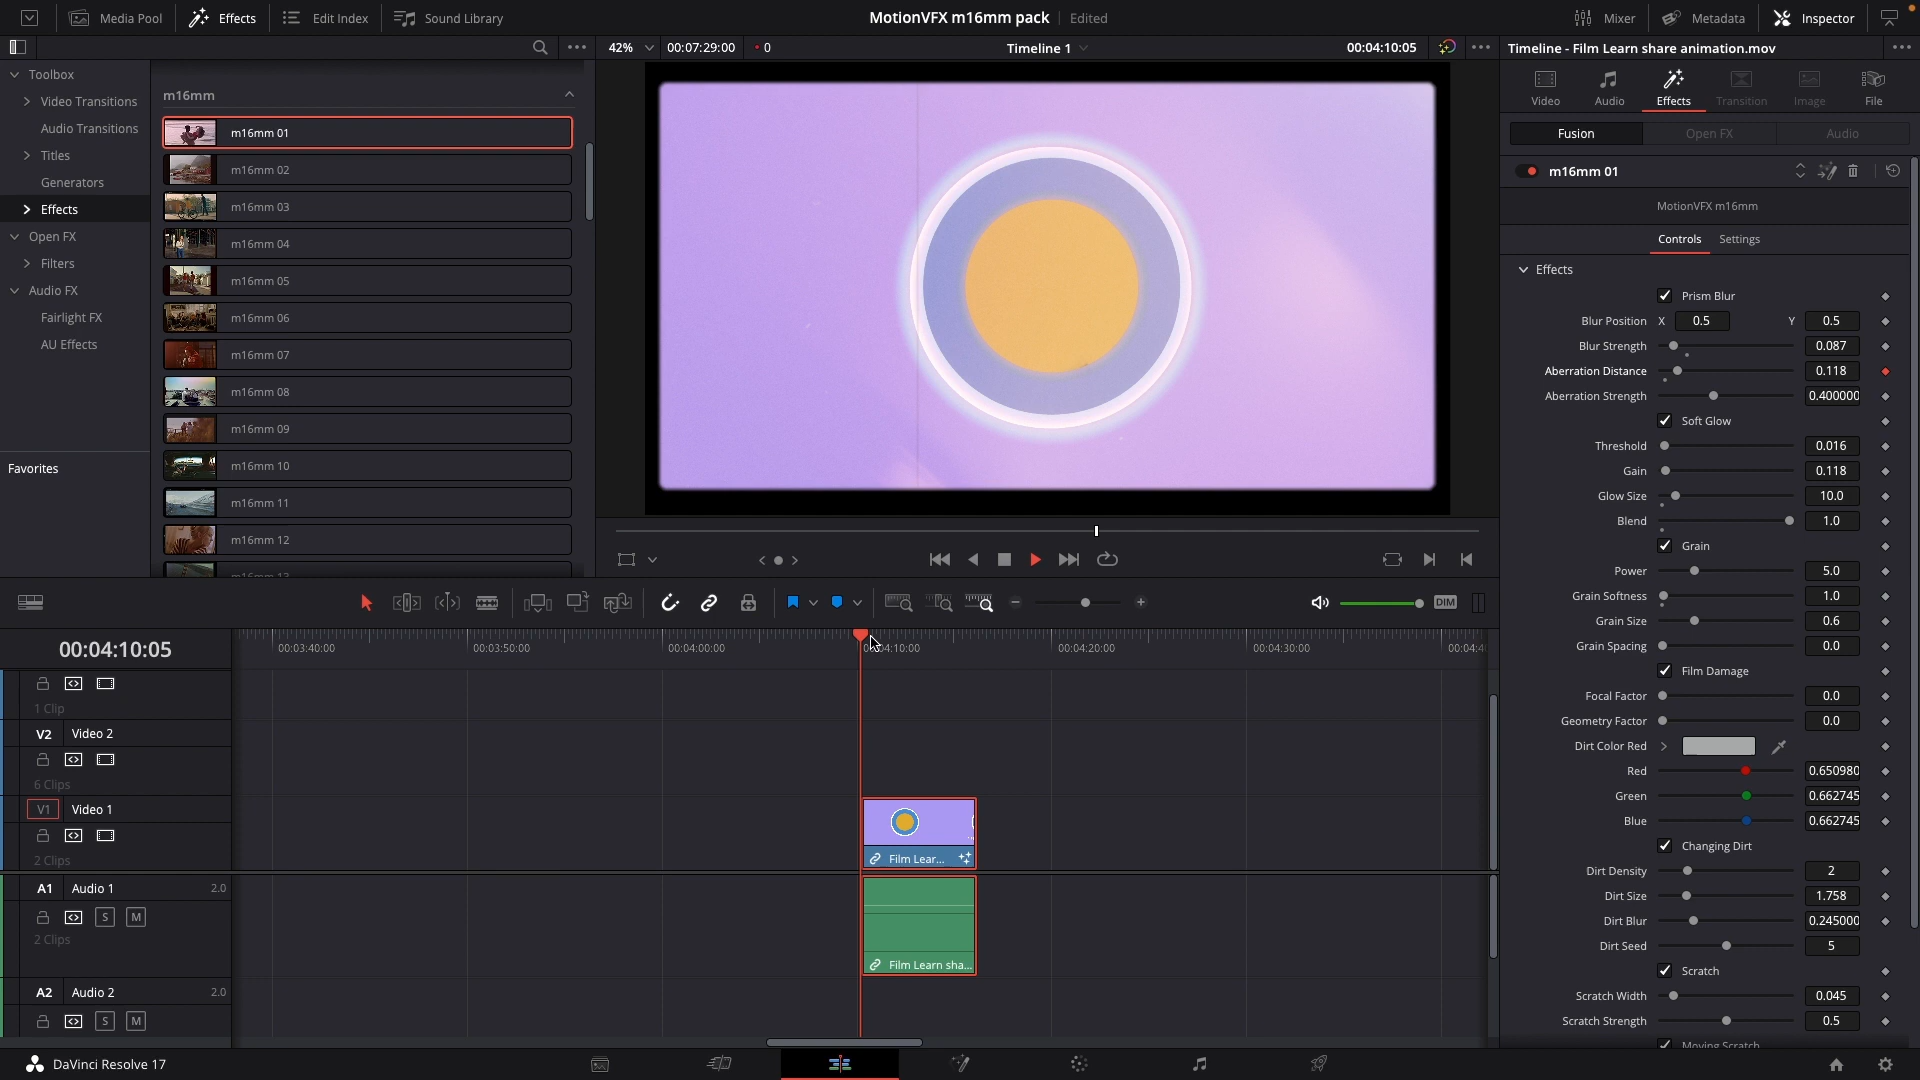 Media Pool
Effects
Edit Index
Sound Library
MotionVFX m16mm pack
Edited
Mixer
Metadata
Inspector
42%
00:07:29:00
0
Timeline 1
00:04:10:05
Timeline - Film Learn share animation.mov
Toolbox
Video Transitions
Audio Transitions
Titles
Generators
Effects
Open FX
Filters
Audio FX
Fairlight FX
AU Effects
Favorites
m16mm
m16mm 01
m16mm 02
m16mm 03
m16mm 04
m16mm 05
m16mm 06
m16mm 07
m16mm 08
m16mm 09
m16mm 10
m16mm 11
m16mm 12
Video
Audio
Effects
Transition
Image
File
Fusion
Open FX
Audio
m16mm 01
MotionVFX m16mm
Controls
Settings
Effects
Prism Blur
Blur Position X 0.5 Y 0.5
Blur Strength 0.087
Aberration Distance 0.118
Aberration Strength 0.400000
Soft Glow
Threshold 0.016
Gain 0.118
Glow Size 10.0
Blend 1.0
Grain
Power 5.0
Grain Softness 1.0
Grain Size 0.6
Grain Spacing 0.0
Film Damage
Focal Factor 0.0
Geometry Factor 0.0
Dirt Color Red
Red 0.650980
Green 0.662745
Blue 0.662745
Changing Dirt
Dirt Density 2
Dirt Size 1.758
Dirt Blur 0.245000
Dirt Seed 5
Scratch
Scratch Width 0.045
Scratch Strength 0.5
Moving Scratch
DIM
00:04:10:05
00:03:40:00
00:03:50:00
00:04:00:00
04:10:00
00:04:20:00
00:04:30:00
1 Clip
V2 Video 2
6 Clips
V1 Video 1
2 Clips
Film Lear...
A1 Audio 1 2.0
S M
2 Clips
Film Learn sha...
A2 Audio 2 2.0
S M
DaVinci Resolve 17